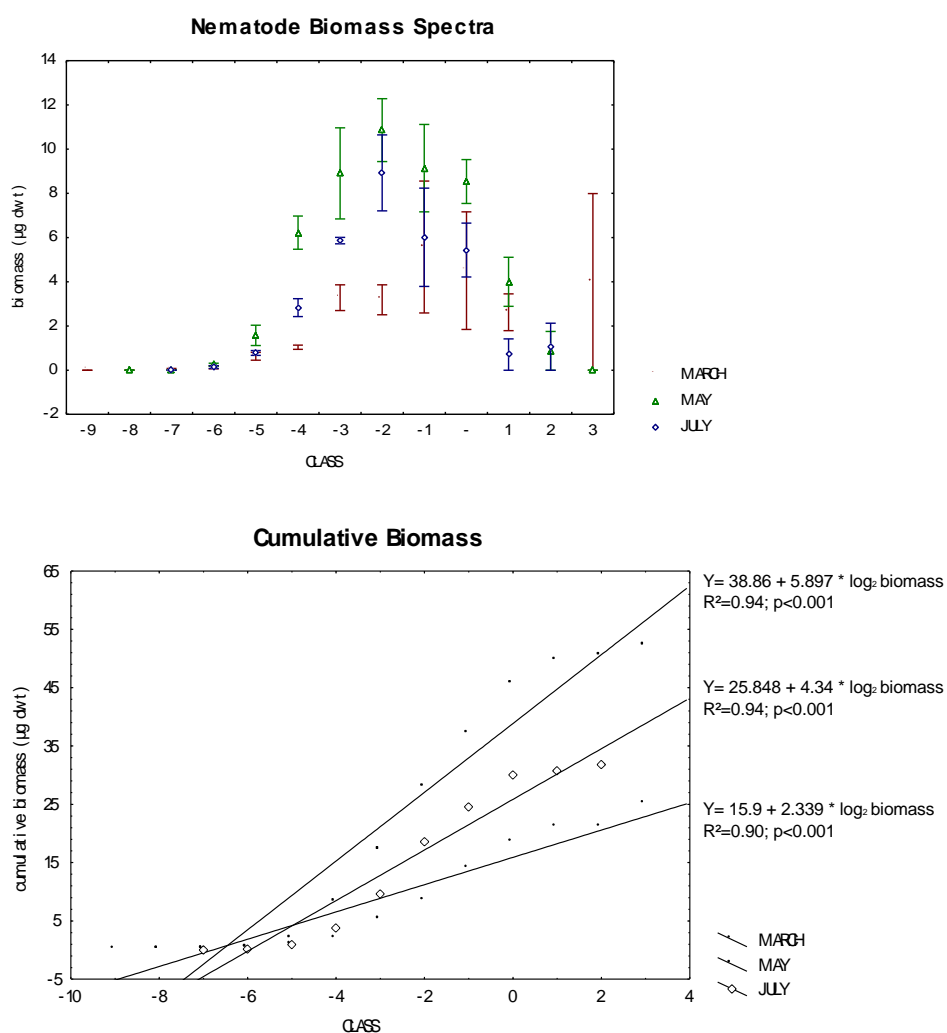 Nematode Biomass Spectra
14
12
10
8
6
4
2
0
-2
biomass (µg dwt)
-9 -8 -7 -6 -5 -4 -3 -2 -1 - 1 2 3
CLASS
MARCH
MAY
JULY
Cumulative Biomass
65
55
45
35
25
15
5
-5
cumulative biomass (µg dwt)
-10 -8 -6 -4 -2 0 2 4
CLASS
Y= 38.86 + 5.897 * log₂ biomass
R²=0.94; p<0.001
Y= 25.848 + 4.34 * log₂ biomass
R²=0.94; p<0.001
Y= 15.9 + 2.339 * log₂ biomass
R²=0.90; p<0.001
MARCH
MAY
JULY